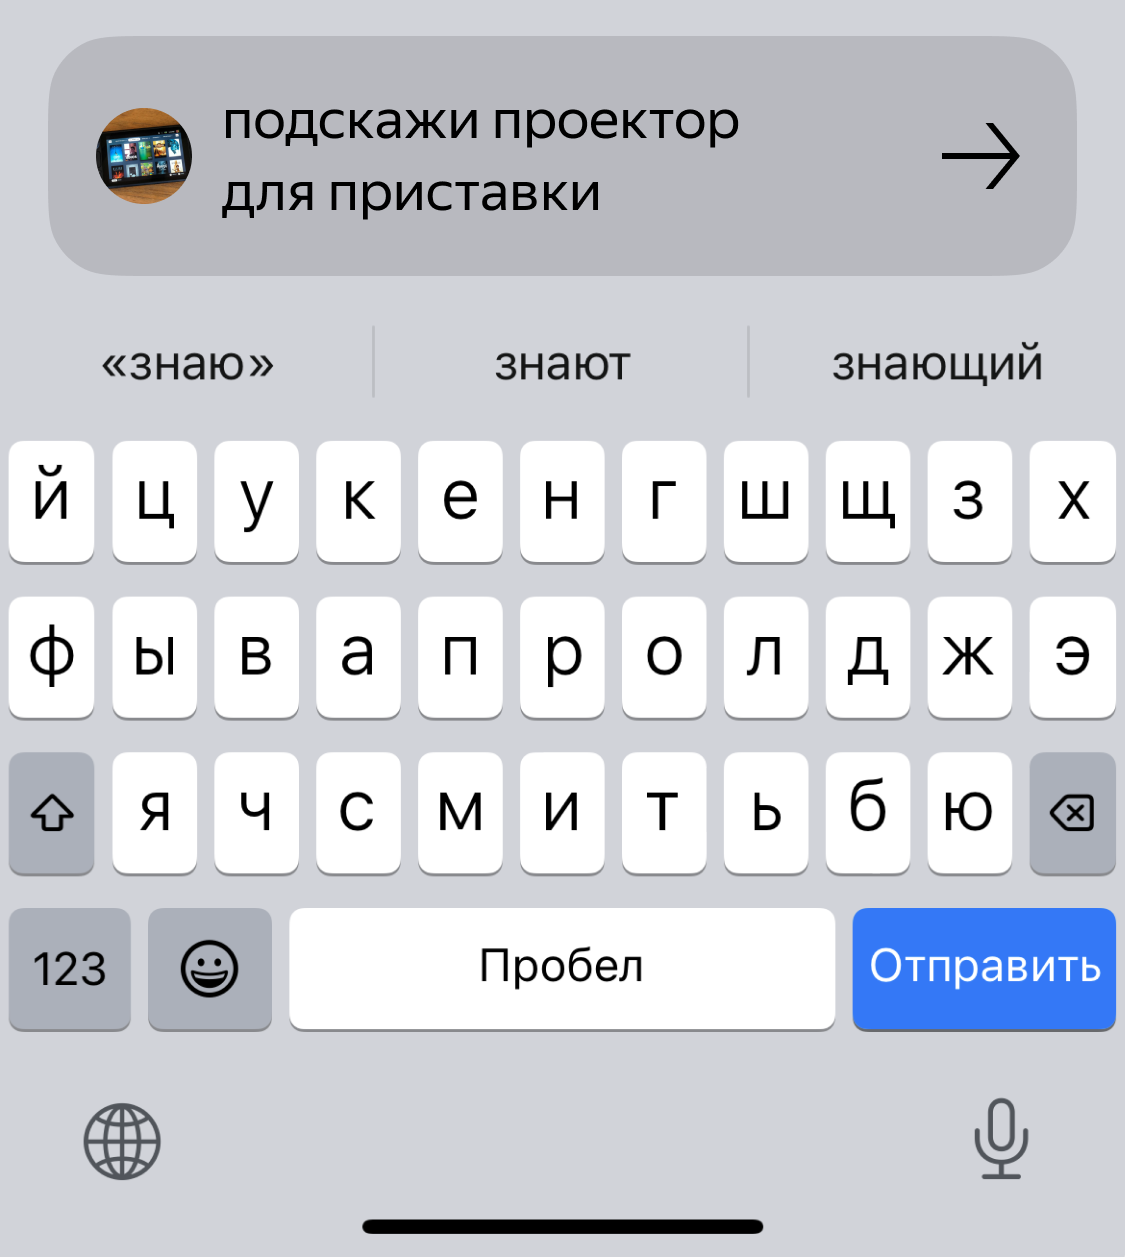 подскажи проектор
для приставки
«знаю» знают знающий
й ц у к е н г ш щ з х
ф ы в а п р о л д ж э
я ч с м и т ь б ю
123 Пробел Отправить